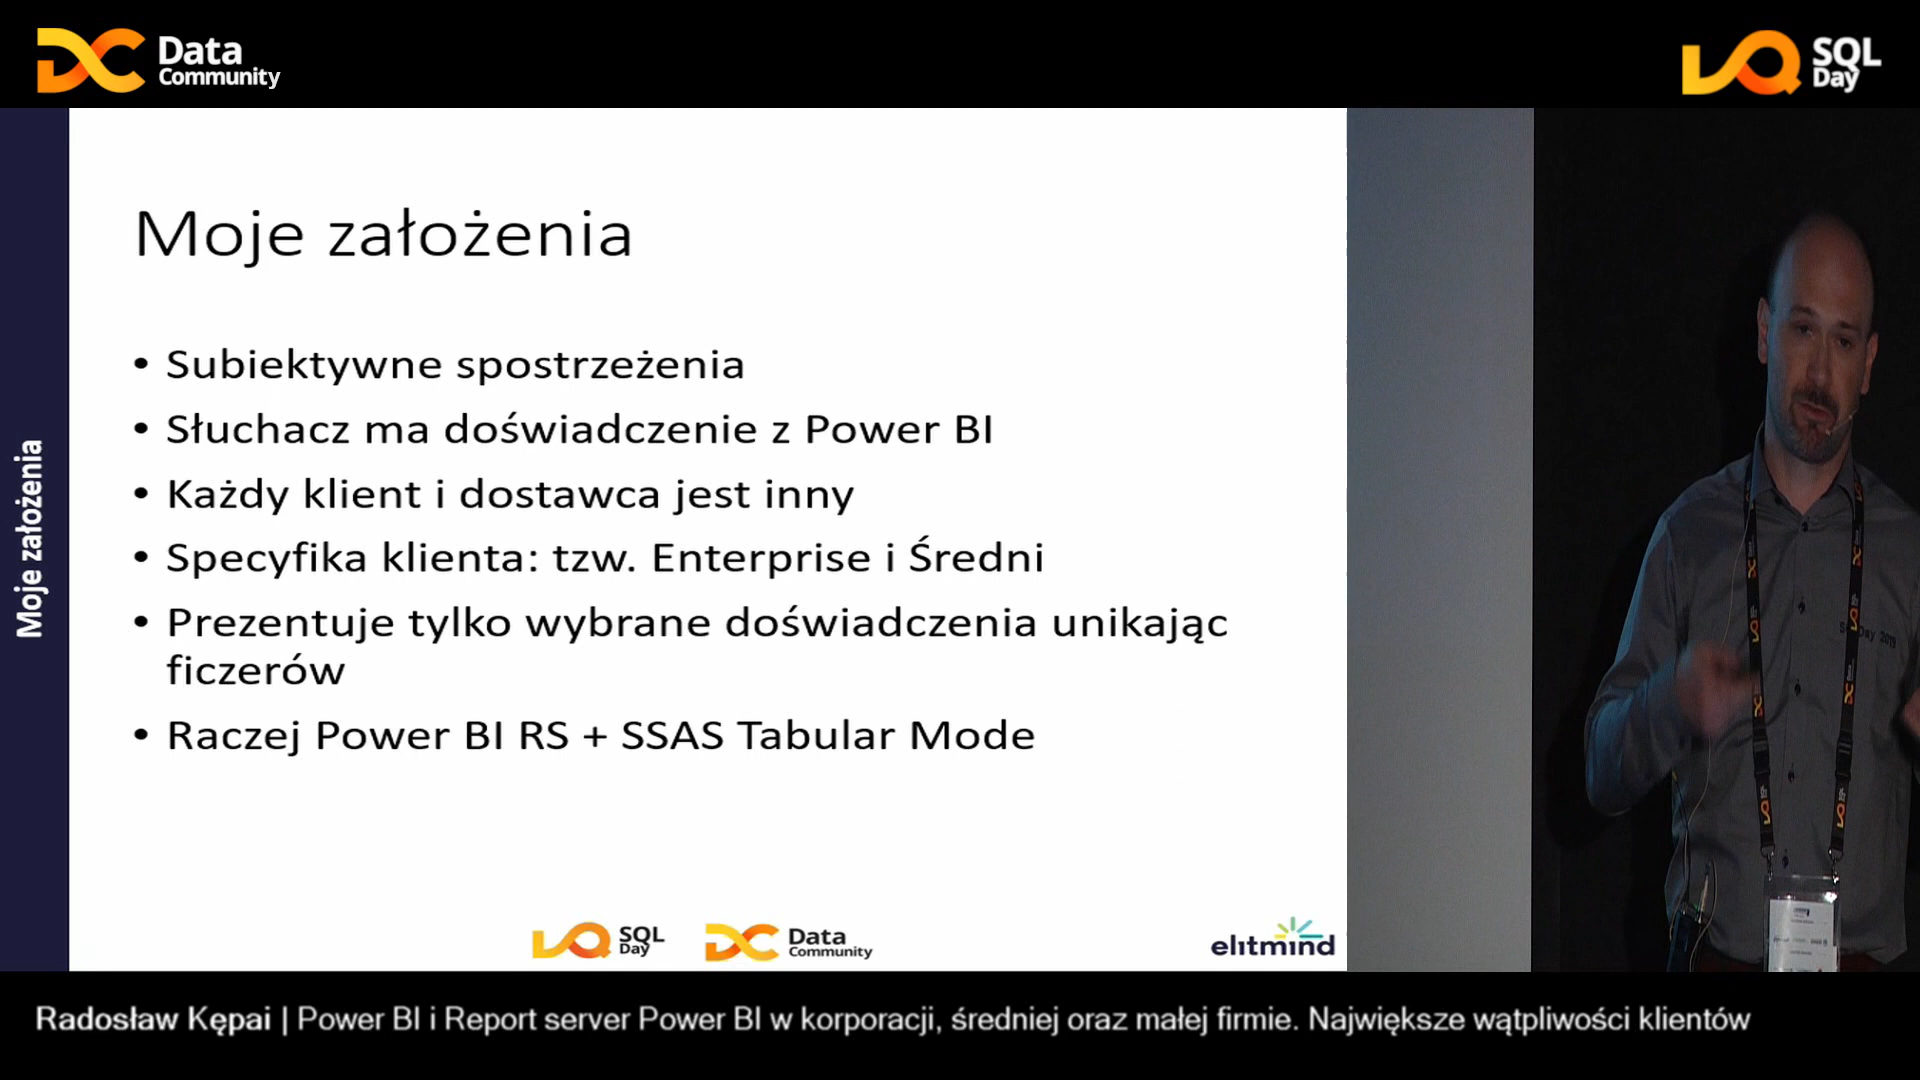 Data
Community
SQL
Day
Moje założenia
Moje założenia
• Subiektywne spostrzeżenia
• Słuchacz ma doświadczenie z Power BI
• Każdy klient i dostawca jest inny
• Specyfika klienta: tzw. Enterprise i Średni
• Prezentuje tylko wybrane doświadczenia unikając
ficzerów
• Raczej Power BI RS + SSAS Tabular Mode
SQL
Day
Data
Community
elitmind
Radosław Kępai | Power BI i Report server Power BI w korporacji, średniej oraz małej firmie. Największe wątpliwości klientów